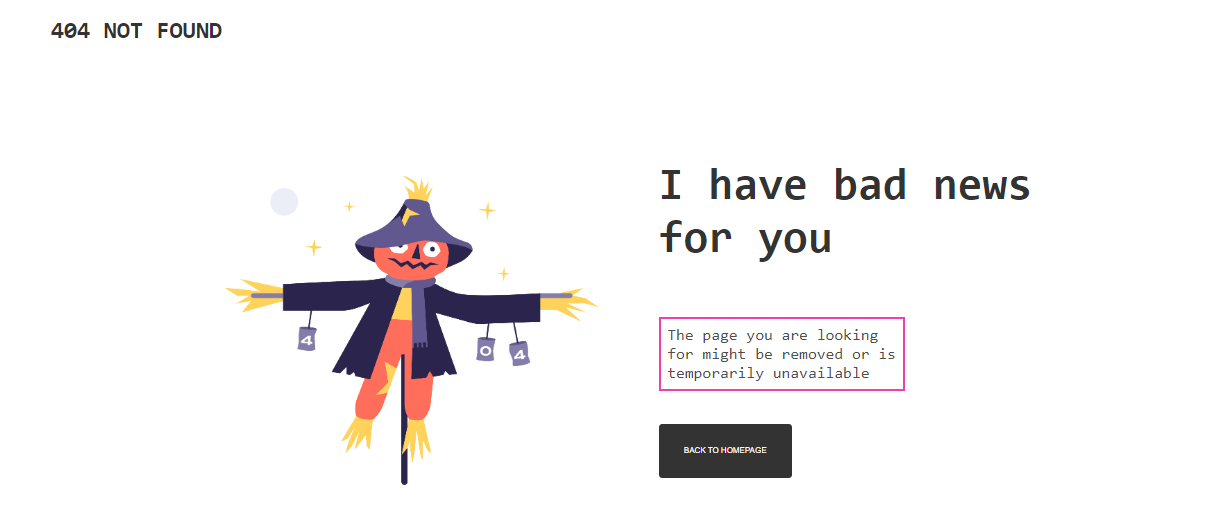 404 NOT FOUND
I have bad news
for you
4
0
4
The page you are looking
for might be removed or is
temporarily unavailable
BACK TO HOMEPAGE